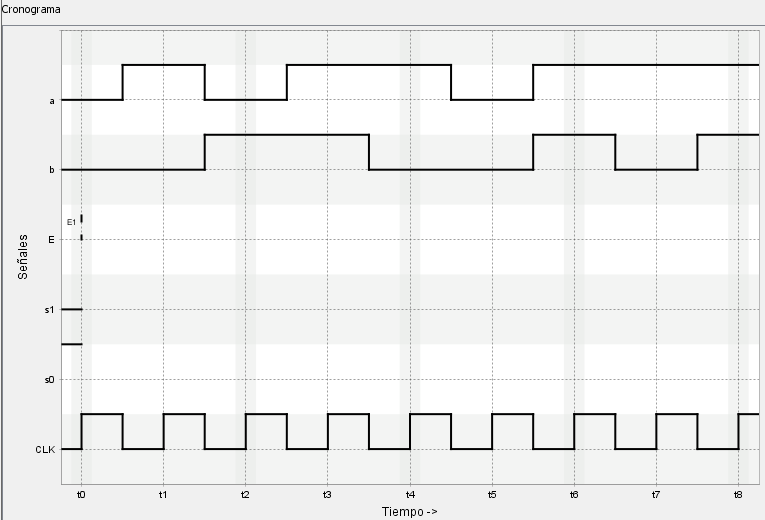 Cronograma
a
b
E1
E
s1
s0
CLK
Señales
t0 t1 t2 t3 t4 t5 t6 t7 t8
Tiempo ->